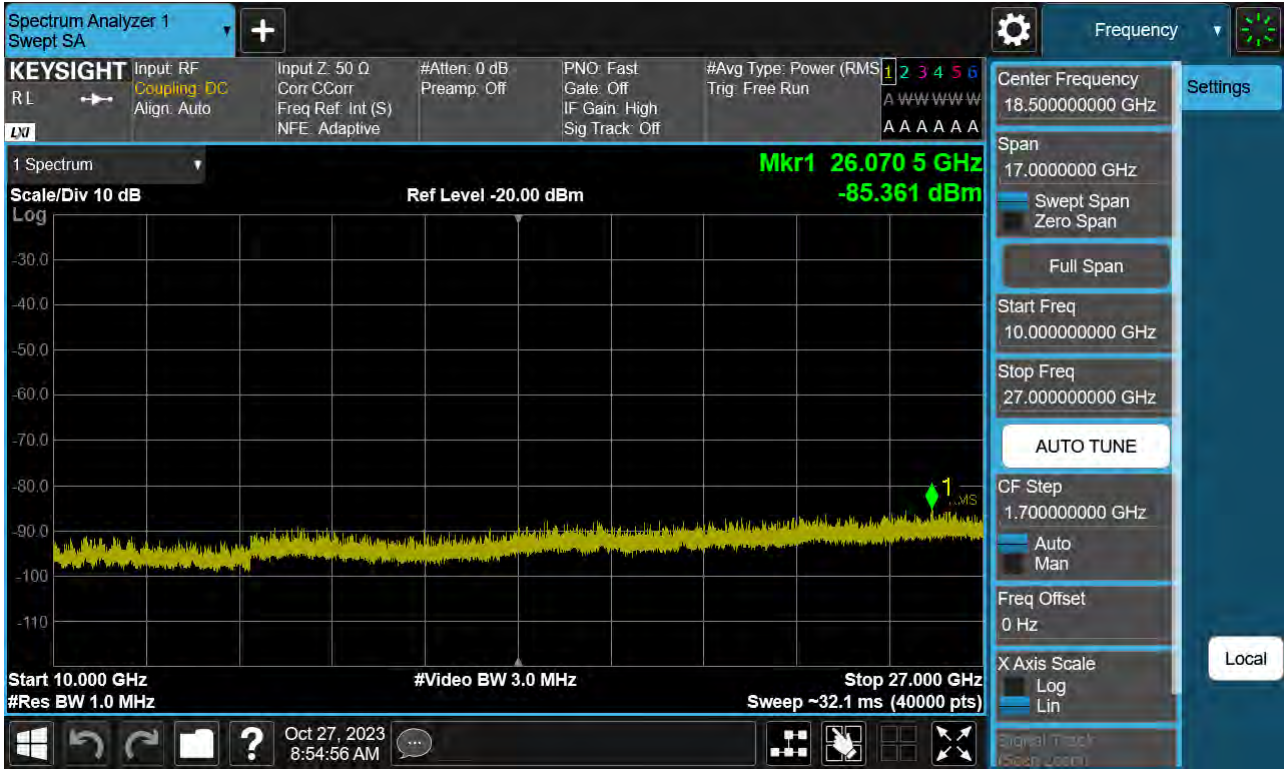 Spectrum Analyzer 1
Swept SA
Frequency
KEYSIGHT
R L
LXI
Input: RF
Coupling: DC
Align: Auto
Input Z: 50 Ω
Corr CCorr
Freq Ref: Int (S)
NFE: Adaptive
#Atten: 0 dB
Preamp: Off
PNO: Fast
Gate: Off
IF Gain: High
Sig Track: Off
#Avg Type: Power (RMS
Trig: Free Run
1 2 3 4 5 6
A W W W W W
A A A A A A
1 Spectrum
Scale/Div 10 dB
Log
Ref Level -20.00 dBm
Mkr1 26.070 5 GHz
-85.361 dBm
-30.0
-40.0
-50.0
-60.0
-70.0
-80.0
-90.0
-100
-110
1
Start 10.000 GHz
#Res BW 1.0 MHz
#Video BW 3.0 MHz
Stop 27.000 GHz
Sweep ~32.1 ms (40000 pts)
Center Frequency
18.500000000 GHz
Span
17.0000000 GHz
Swept Span
Zero Span
Full Span
Start Freq
10.000000000 GHz
Stop Freq
27.000000000 GHz
AUTO TUNE
CF Step
1.700000000 GHz
Auto
Man
Freq Offset
0 Hz
X Axis Scale
Log
Lin
Signal Track
(Span Zoom)
Settings
Local
?
Oct 27, 2023
8:54:56 AM